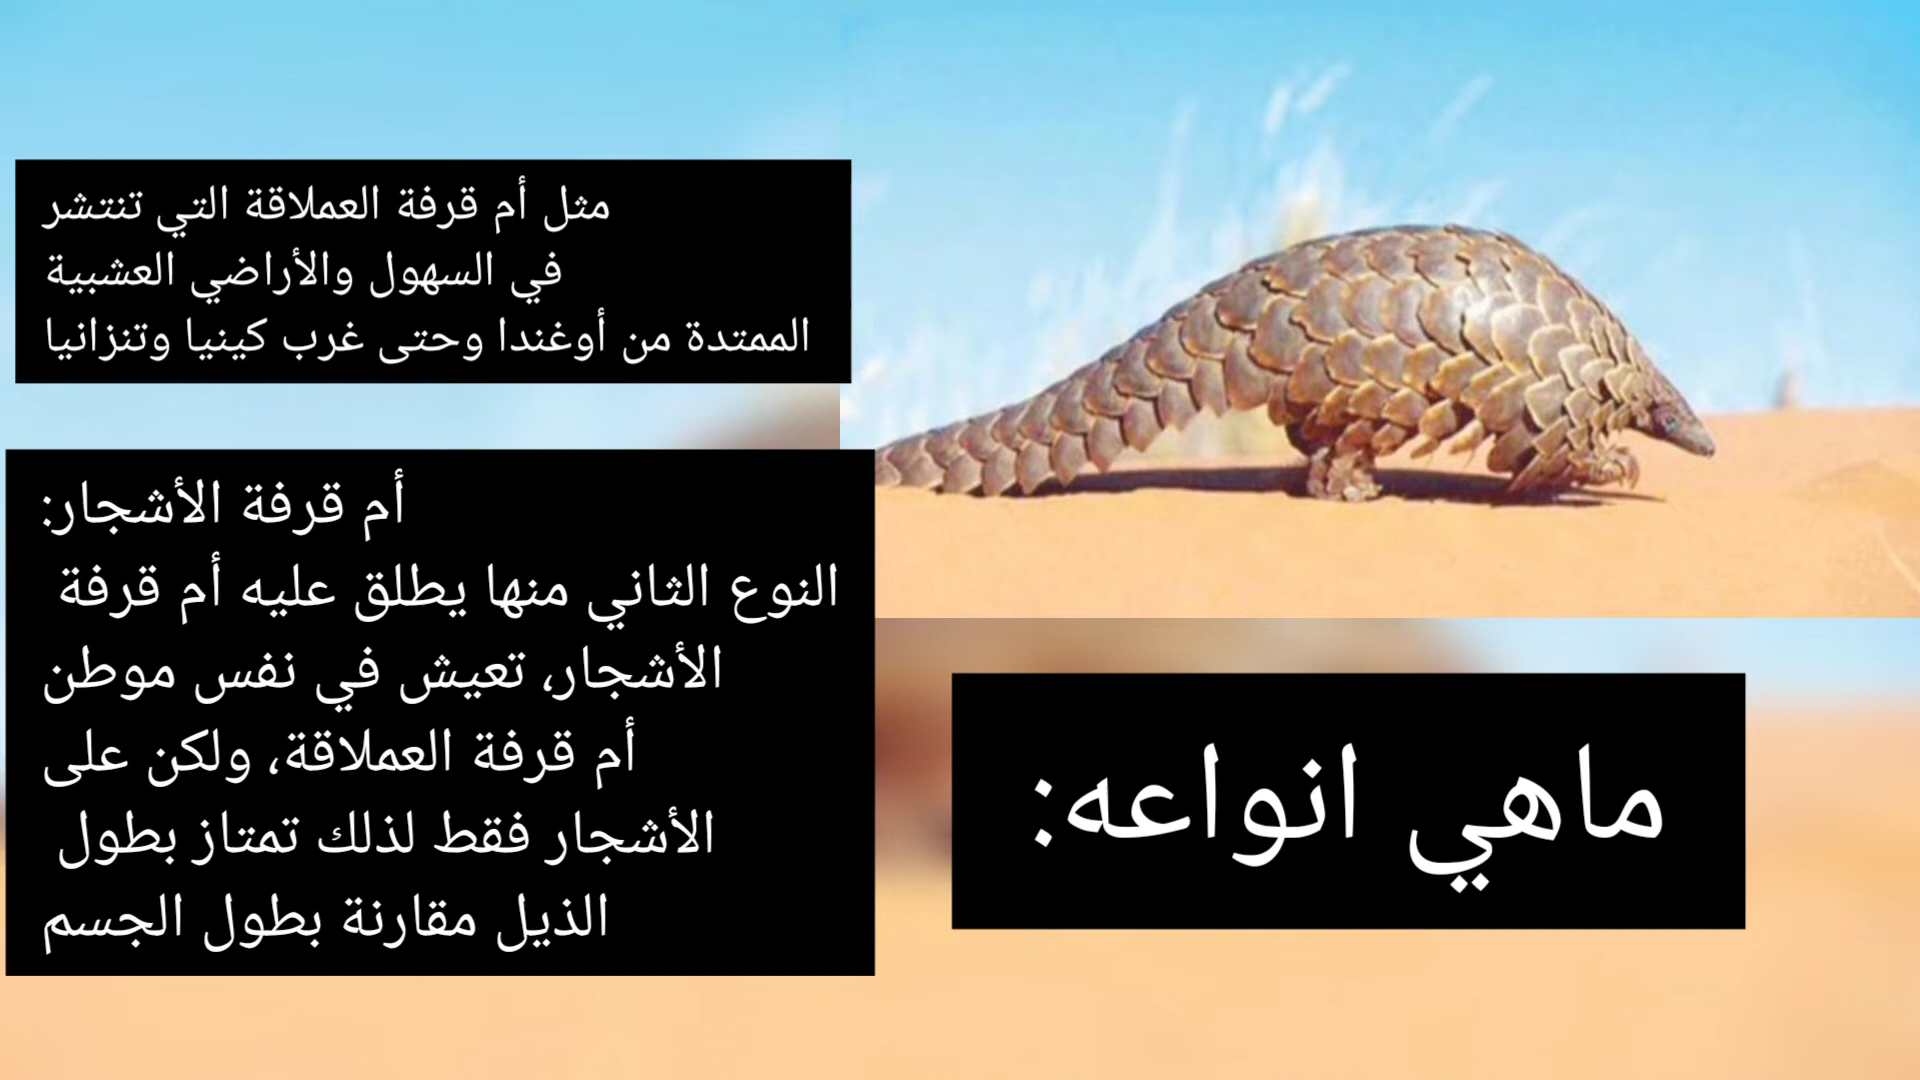 مثل أم قرفة العملاقة التي تنتشر
في السهول والأراضي العشبية
الممتدة من أوغندا وحتى غرب كينيا وتنزانيا
أم قرفة الأشجار:
النوع الثاني منها يطلق عليه أم قرفة
الأشجار، تعيش في نفس موطن
أم قرفة العملاقة، ولكن على
الأشجار فقط لذلك تمتاز بطول
الذيل مقارنة بطول الجسم
ماهي انواعه: